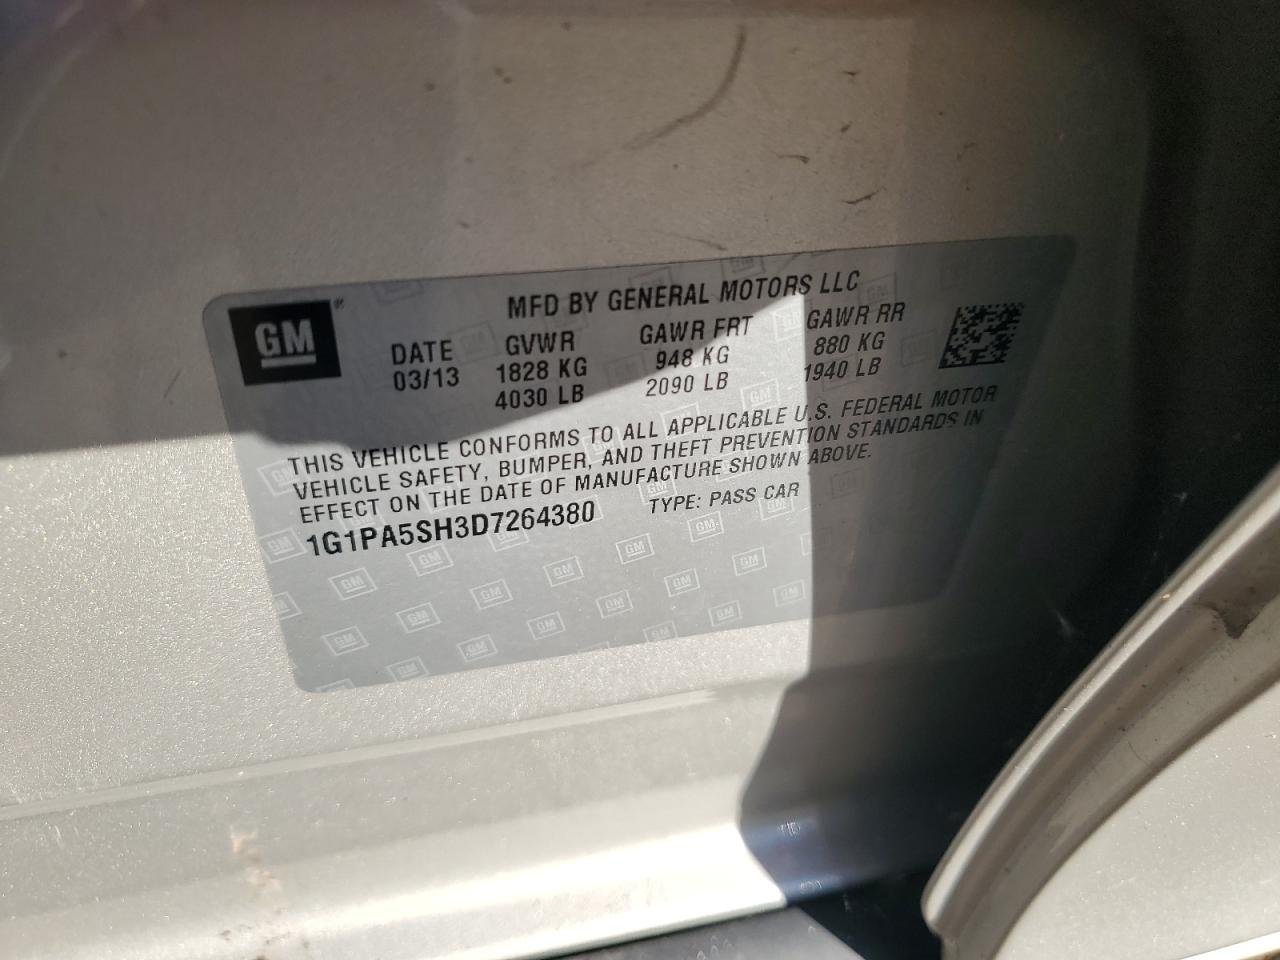 MFD BY GENERAL MOTORS LLC
GM
DATE GVWR GAWR FRT GAWR RR
03/13 1828 KG 948 KG 880 KG
4030 LB 2090 LB 1940 LB
THIS VEHICLE CONFORMS TO ALL APPLICABLE U.S. FEDERAL MOTOR
VEHICLE SAFETY, BUMPER, AND THEFT PREVENTION STANDARDS IN
EFFECT ON THE DATE OF MANUFACTURE SHOWN ABOVE.
1G1PA5SH3D7264380 TYPE: PASS CAR